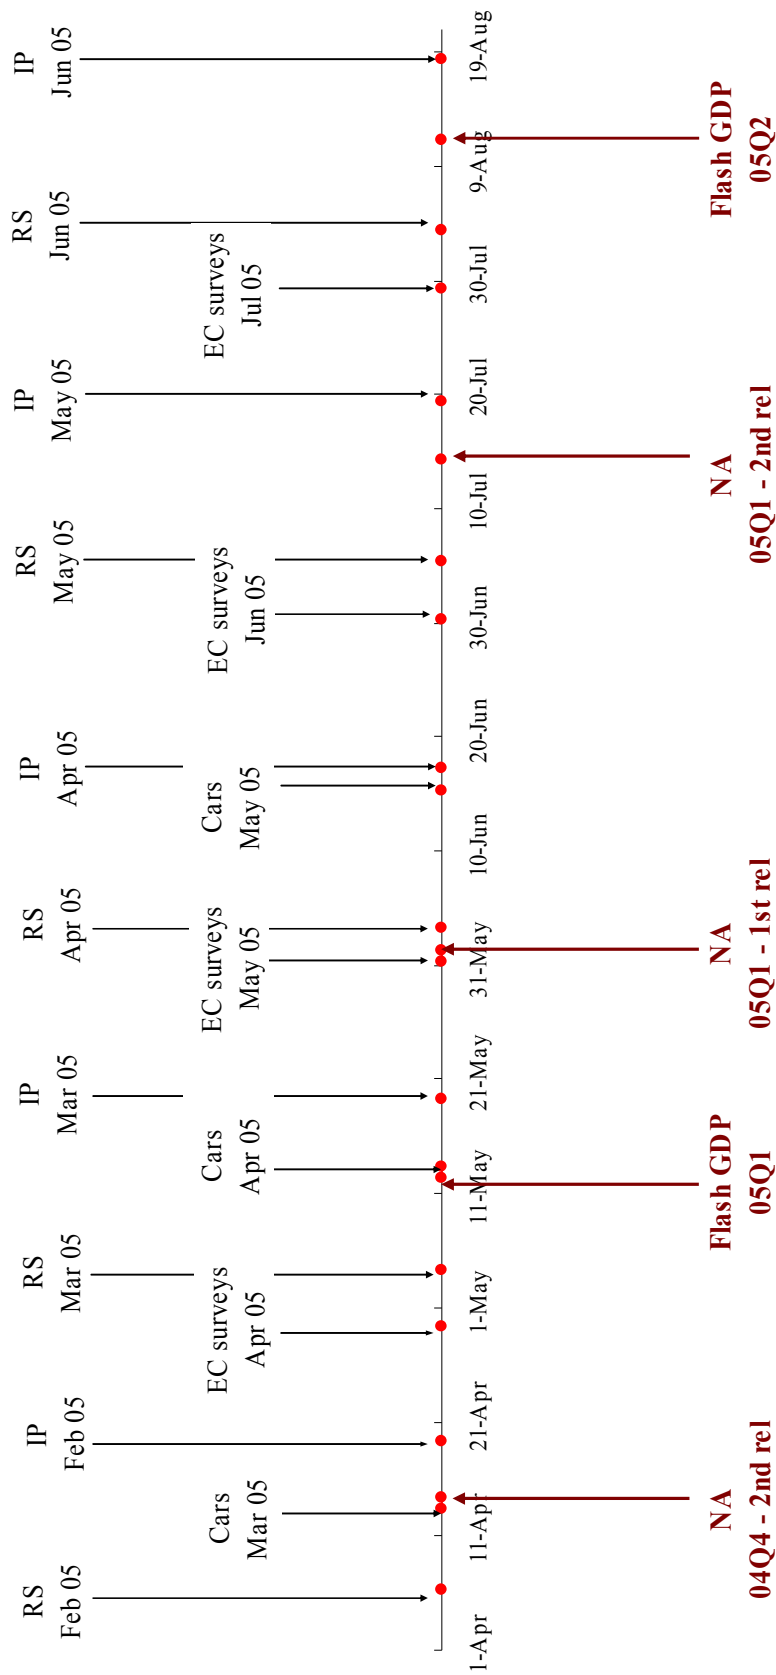 RS
Feb 05
IP
Feb 05
RS
Mar 05
IP
Mar 05
RS
Apr 05
IP
Apr 05
RS
May 05
IP
May 05
RS
Jun 05
IP
Jun 05
Cars
Mar 05
EC surveys
Apr 05
Cars
Apr 05
EC surveys
May 05
Cars
May 05
EC surveys
Jun 05
EC surveys
Jul 05
1-Apr
11-Apr
21-Apr
1-May
11-May
21-May
31-May
10-Jun
20-Jun
30-Jun
10-Jul
20-Jul
30-Jul
9-Aug
19-Aug
NA
04Q4 - 2nd rel
Flash GDP
05Q1
NA
05Q1 - 1st rel
NA
05Q1 - 2nd rel
Flash GDP
05Q2